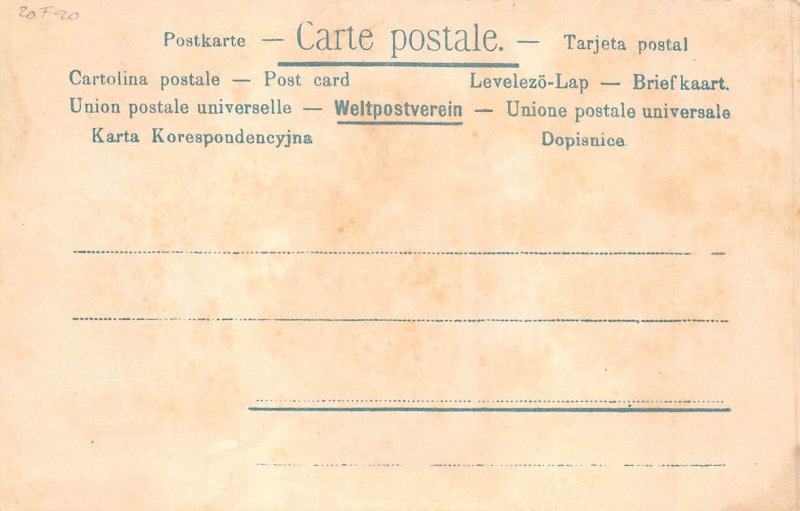 20 F-20
Postkarte — Carte postale. — Tarjeta postal
Cartolina postale — Post card Levelezö-Lap — Briefkaart.
Union postale universelle — Weltpostverein — Unione postale universale
Karta Korespondencyjna Dopisnice